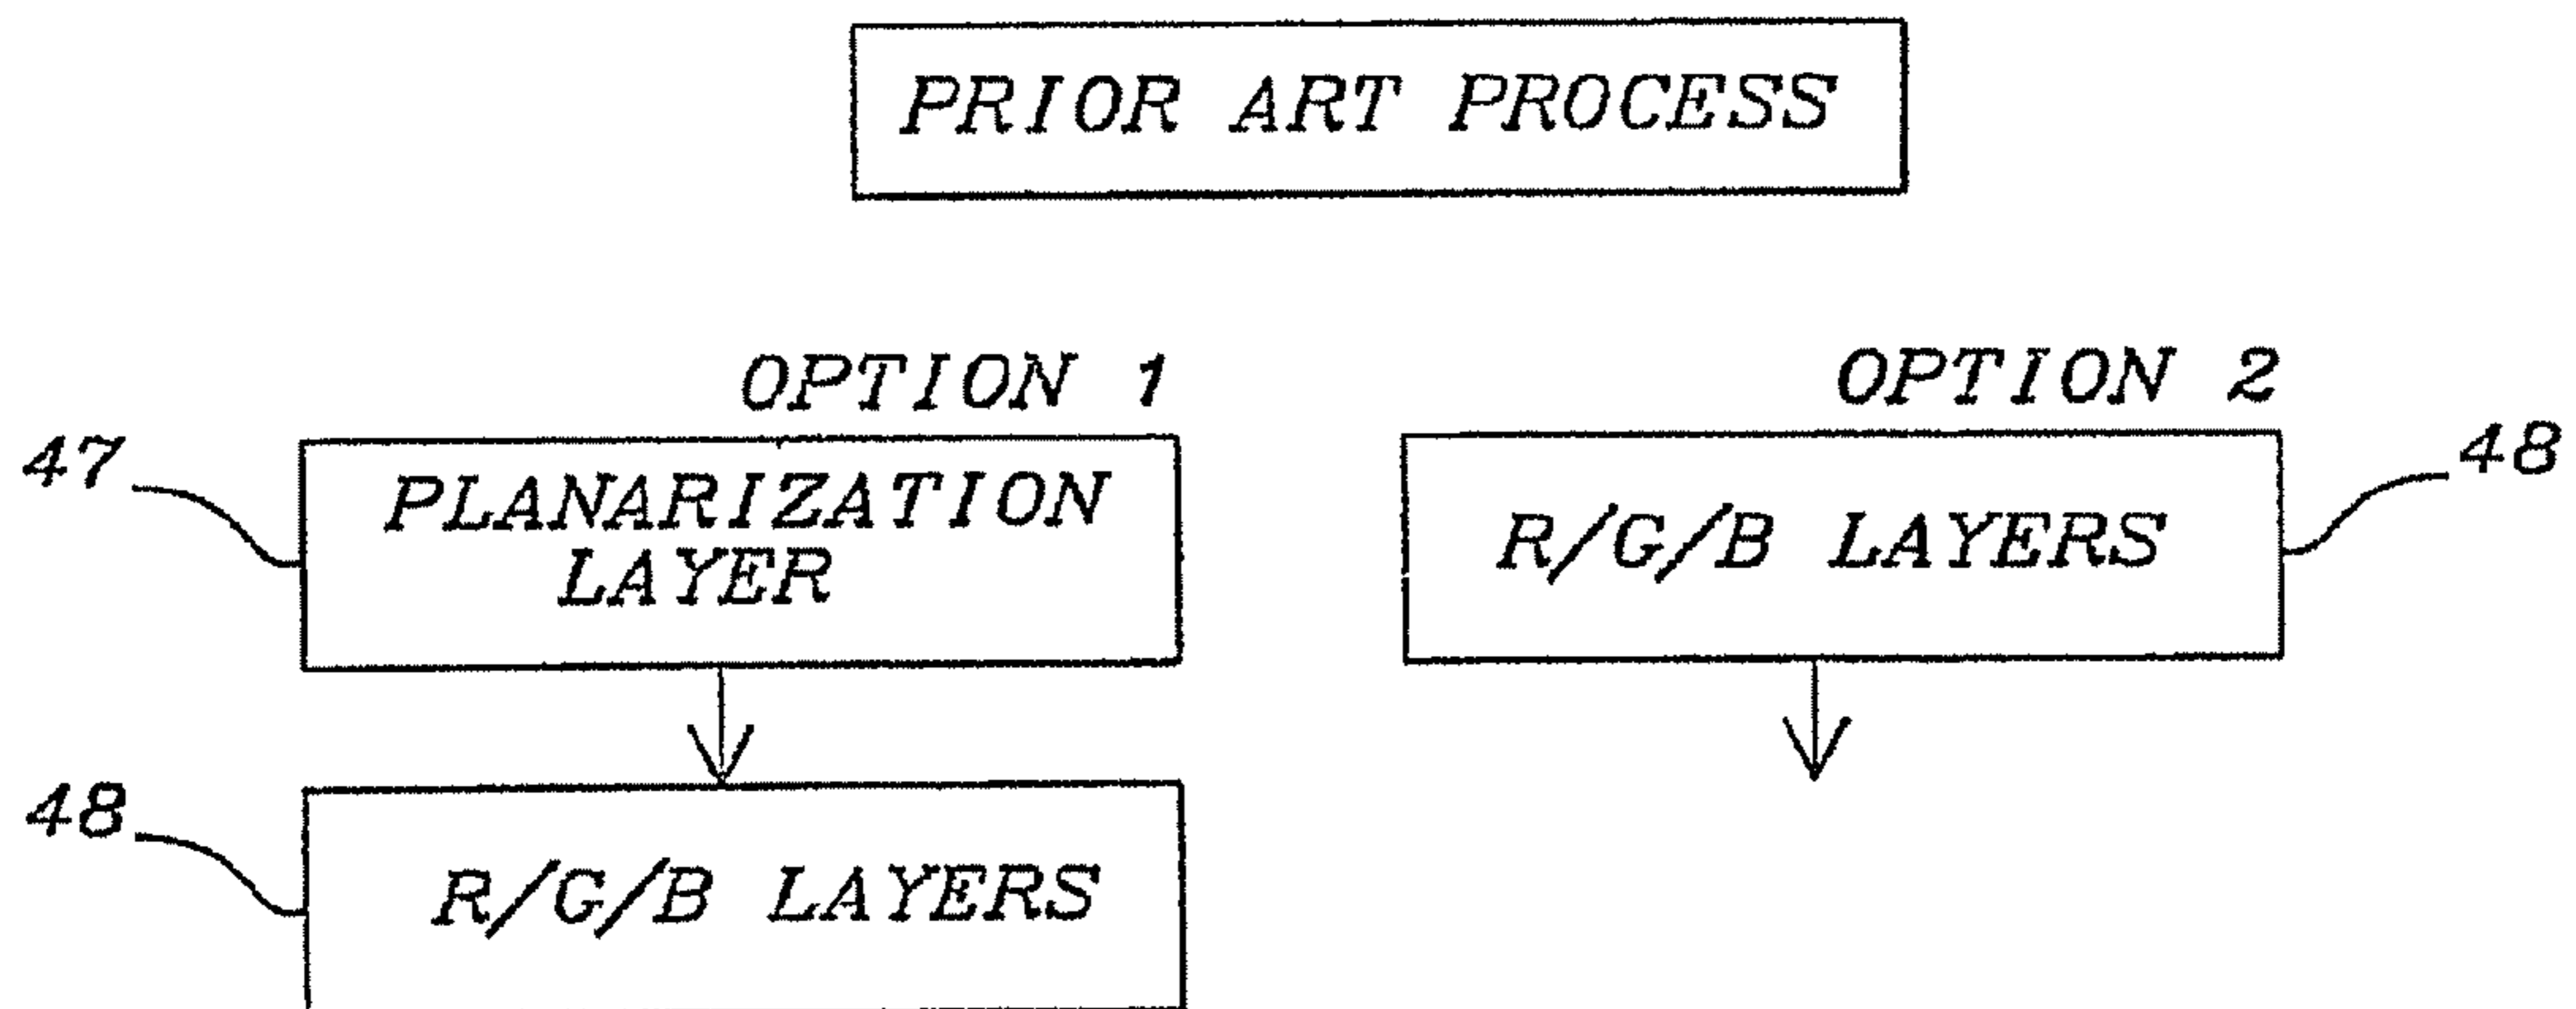 PRIOR ART PROCESS
OPTION 1
OPTION 2
47
PLANARIZATION
LAYER
R/G/B LAYERS
48
48
R/G/B LAYERS